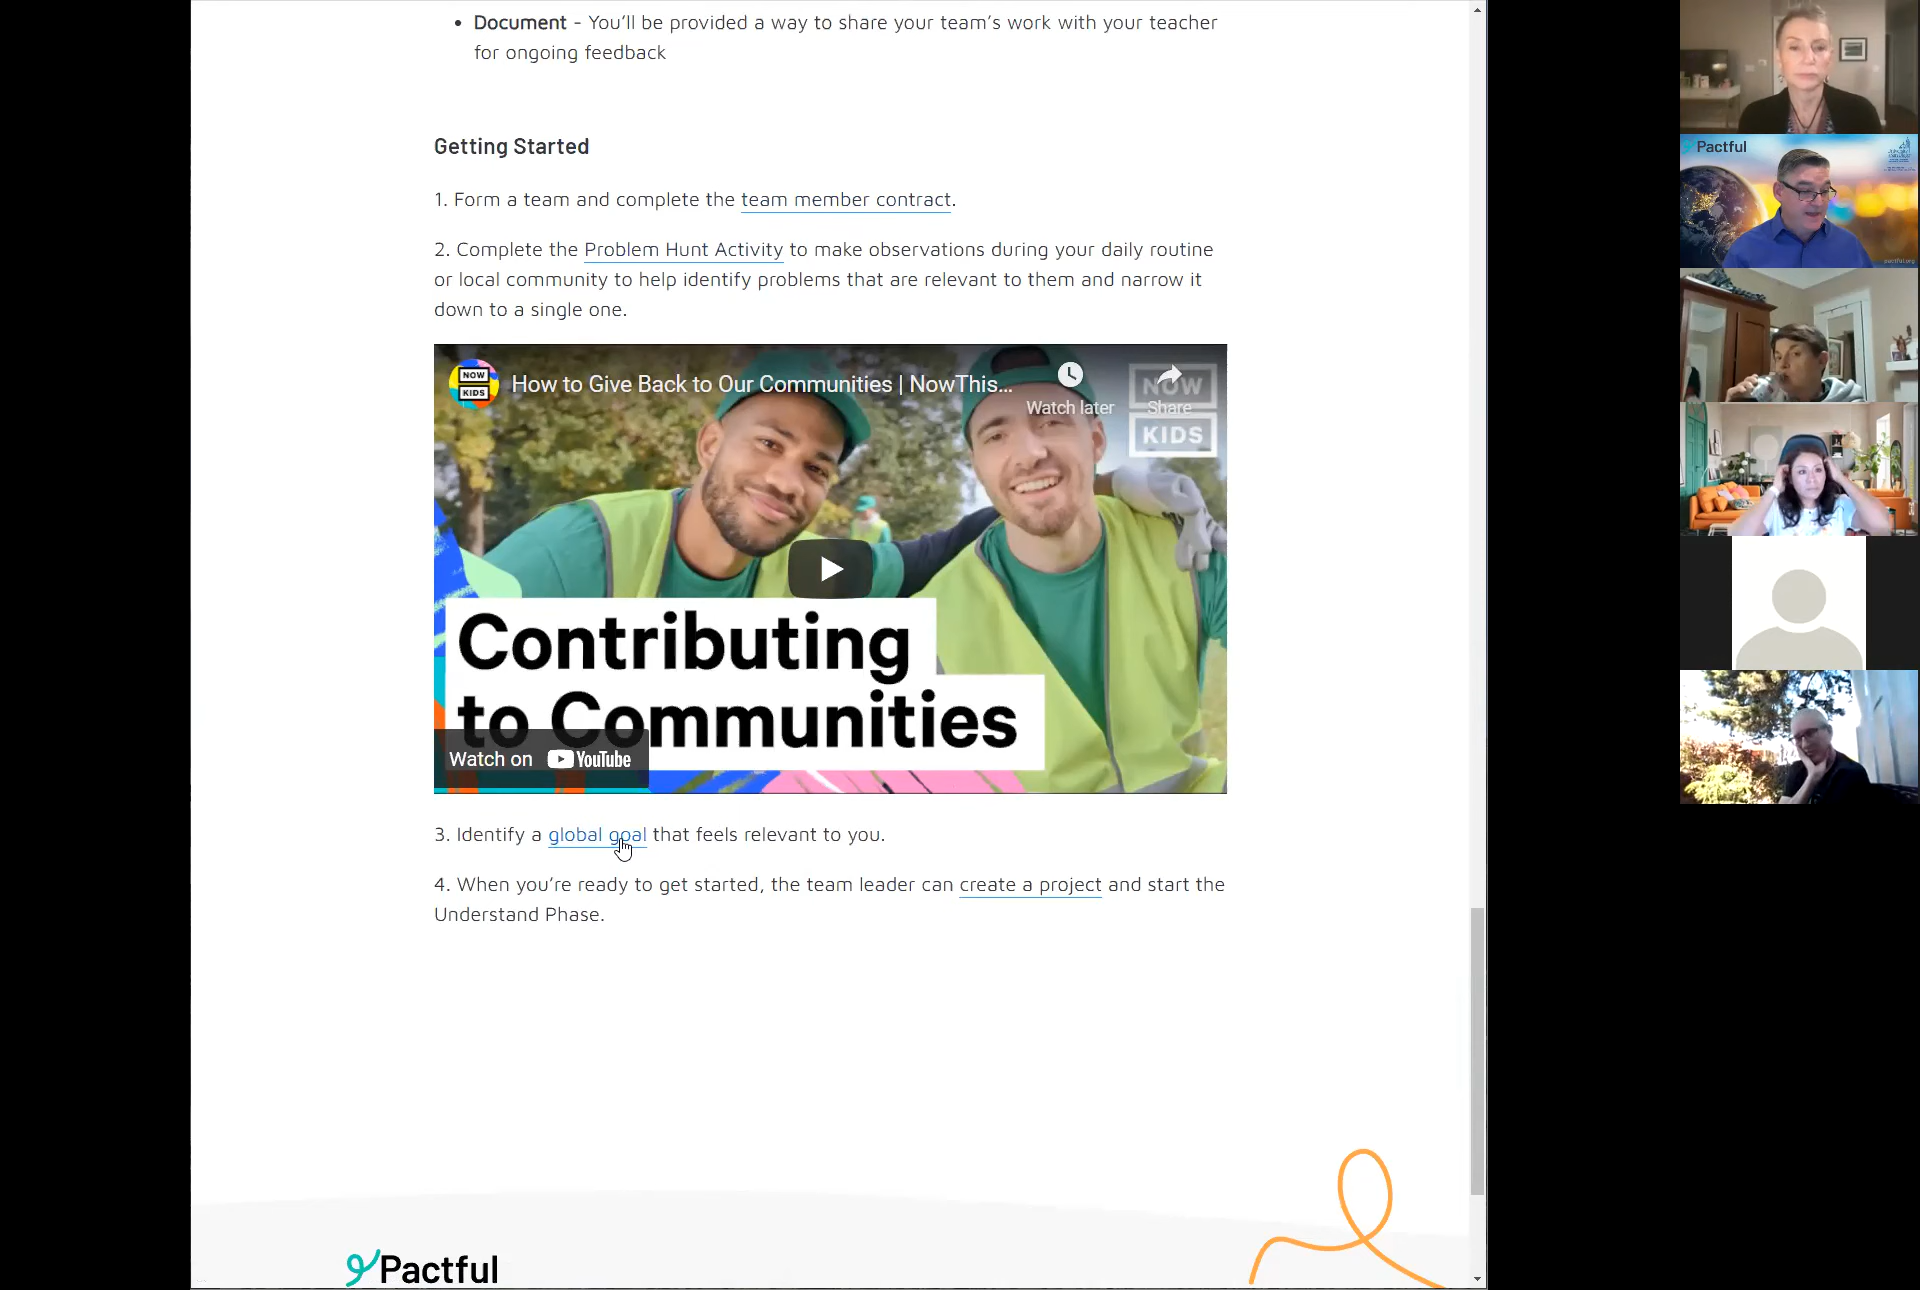 • Document - You'll be provided a way to share your team's work with your teacher
for ongoing feedback
Getting Started
1. Form a team and complete the team member contract.
2. Complete the Problem Hunt Activity to make observations during your daily routine
or local community to help identify problems that are relevant to them and narrow it
down to a single one.
NOW
KIDS
How to Give Back to Our Communities | NowThis...
Watch later
Share
NOW
KIDS
Contributing
to Communities
Watch on YouTube
3. Identify a global goal that feels relevant to you.
4. When you're ready to get started, the team leader can create a project and start the
Understand Phase.
Pactful
Pactful
pactful.org